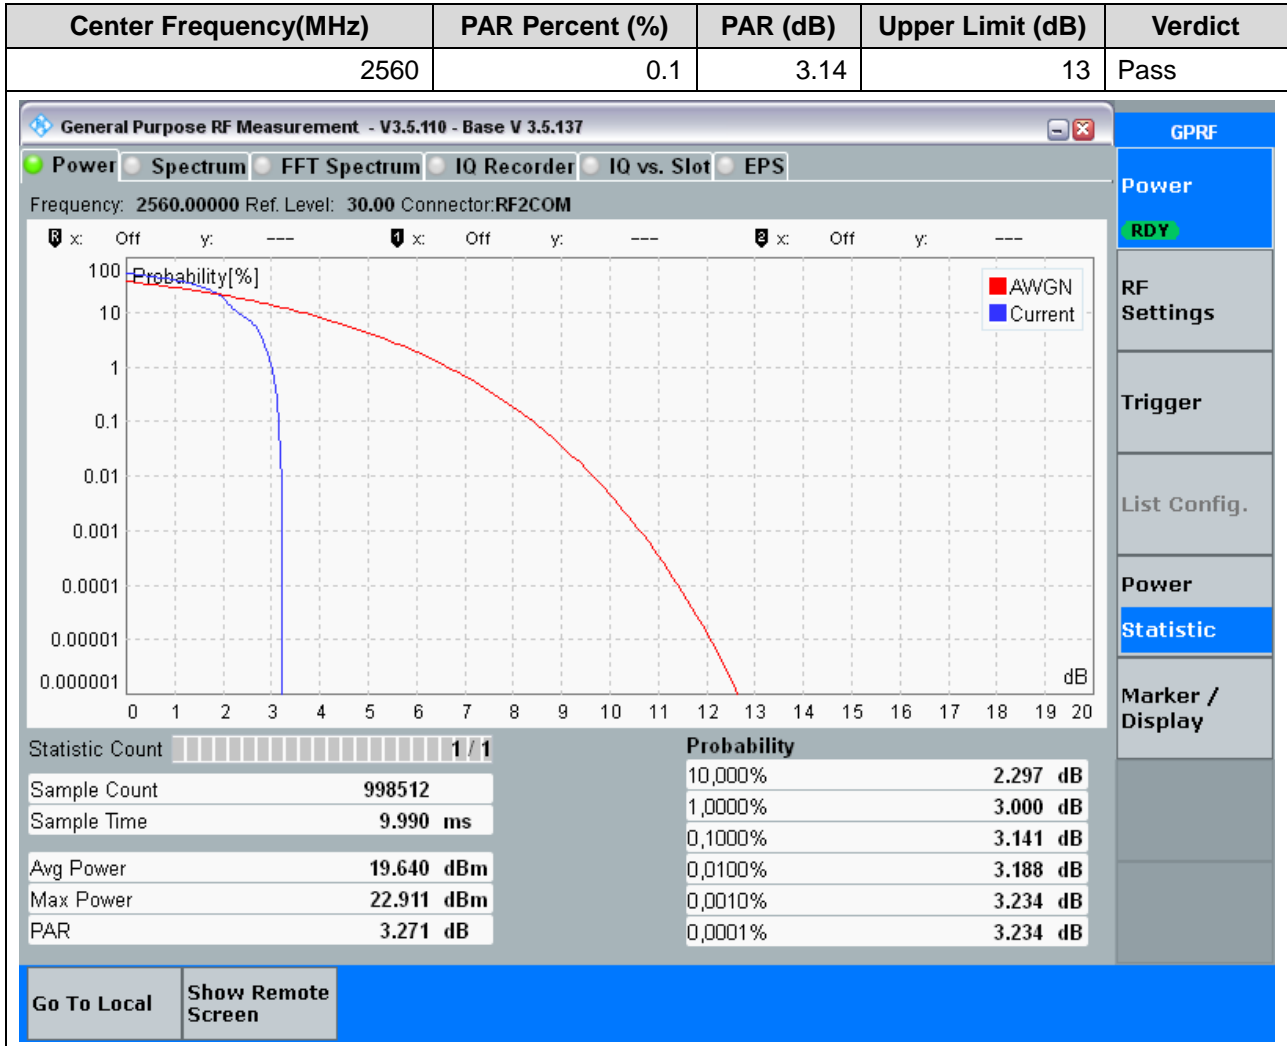 Center Frequency(MHz) PAR Percent (%) PAR (dB) Upper Limit (dB) Verdict
2560 0.1 3.14 13 Pass
General Purpose RF Measurement - V3.5.110 - Base V 3.5.137
GPRF
Power Spectrum FFT Spectrum IQ Recorder IQ vs. Slot EPS
Frequency: 2560.00000 Ref. Level: 30.00 Connector:RF2COM
R x: Off y: --- 1 x: Off y: --- 2 x: Off y: ---
Probability[%]
AWGN
Current
100
10
1
0.1
0.01
0.001
0.0001
0.00001
0.000001
dB
0 1 2 3 4 5 6 7 8 9 10 11 12 13 14 15 16 17 18 19 20
Statistic Count 1 / 1
Sample Count 998512
Sample Time 9.990 ms
Avg Power 19.640 dBm
Max Power 22.911 dBm
PAR 3.271 dB
Probability
10,000% 2.297 dB
1,0000% 3.000 dB
0,1000% 3.141 dB
0,0100% 3.188 dB
0,0010% 3.234 dB
0,0001% 3.234 dB
Power
RDY
RF
Settings
Trigger
List Config.
Power
Statistic
Marker /
Display
Go To Local
Show Remote
Screen